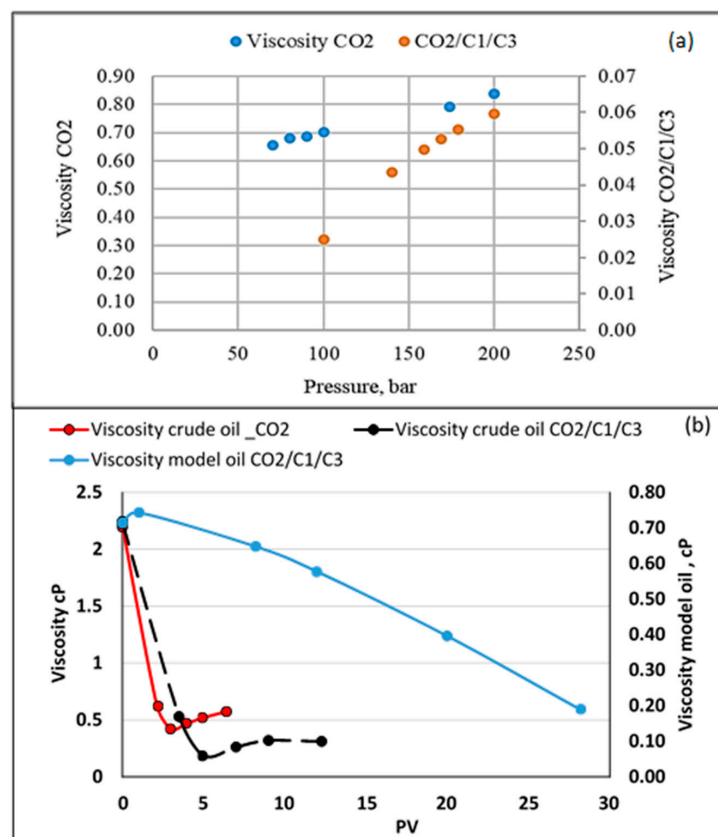 Viscosity CO2 CO2/C1/C3 (a)
0.90 0.07
0.80 0.06
0.70 0.05
0.60 0.04
0.50 0.03
0.40 0.02
0.30 0.01
0.20 0.00
0.10
0.00
Viscosity CO2
Viscosity CO2/C1/C3
0 50 100 150 200 250
Pressure, bar
Viscosity crude oil _CO2 Viscosity crude oil CO2/C1/C3 (b)
Viscosity model oil CO2/C1/C3
2.5 0.80
2 0.70
1.5 0.60
1 0.50
0.5 0.40
0 0.30
0.20
0.10
0.00
Viscosity cP
Viscosity model oil , cP
0 5 10 15 20 25 30
PV